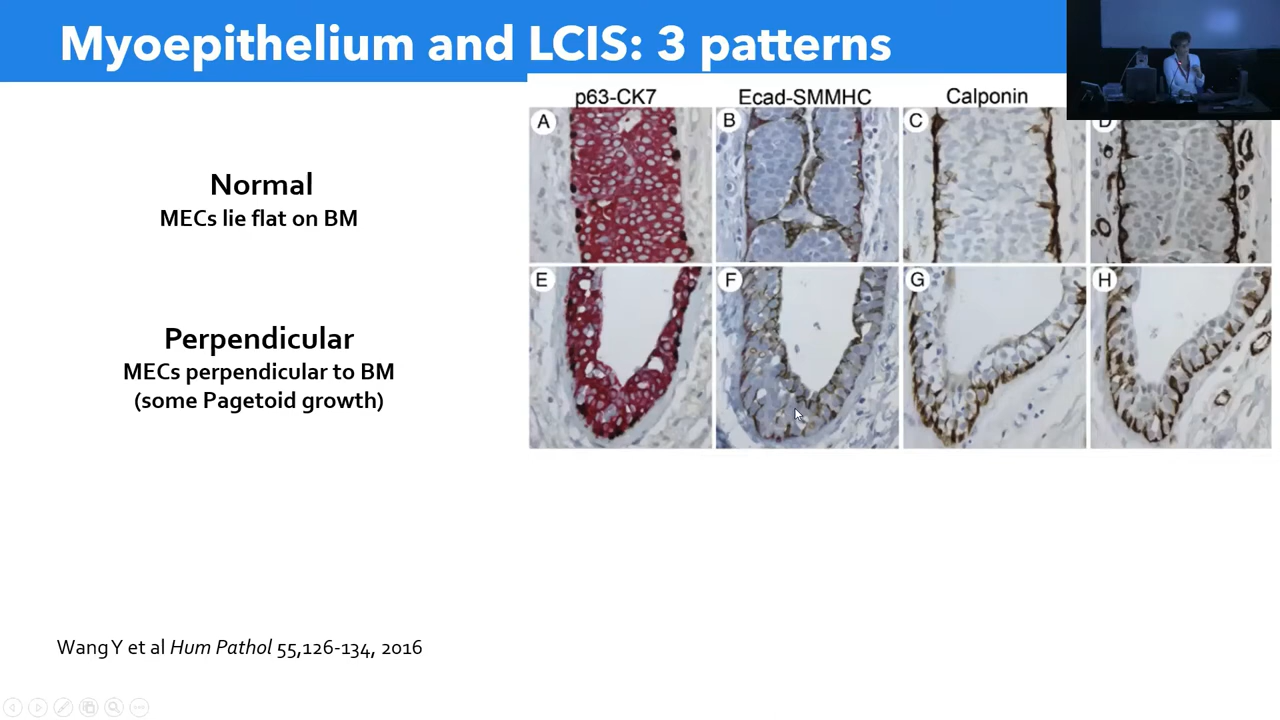 Myoepithelium and LCIS: 3 patterns
p63-CK7
Ecad-SMMHC
Calponin
A
B
C
D
Normal
MECs lie flat on BM
E
F
G
H
Perpendicular
MECs perpendicular to BM
(some Pagetoid growth)
Wang Y et al Hum Pathol 55,126-134, 2016